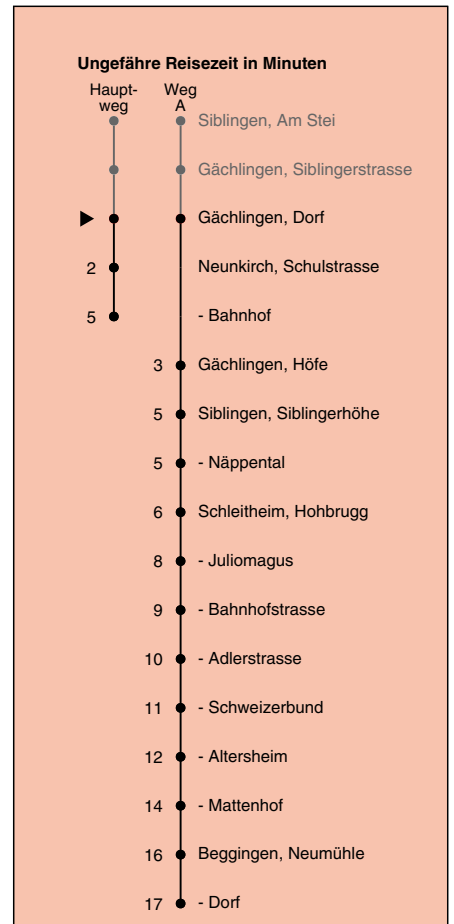 Ungefähre Reisezeit in Minuten
Haupt- Weg
weg A
Siblingen, Am Stei
Gächlingen, Siblingerstrasse
Gächlingen, Dorf
2 Neunkirch, Schulstrasse
5 - Bahnhof
3 Gächlingen, Höfe
5 Siblingen, Siblingerhöhe
5 - Näppental
6 Schleitheim, Hohbrugg
8 - Juliomagus
9 - Bahnhofstrasse
10 - Adlerstrasse
11 - Schweizerbund
12 - Altersheim
14 - Mattenhof
16 Beggingen, Neumühle
17 - Dorf